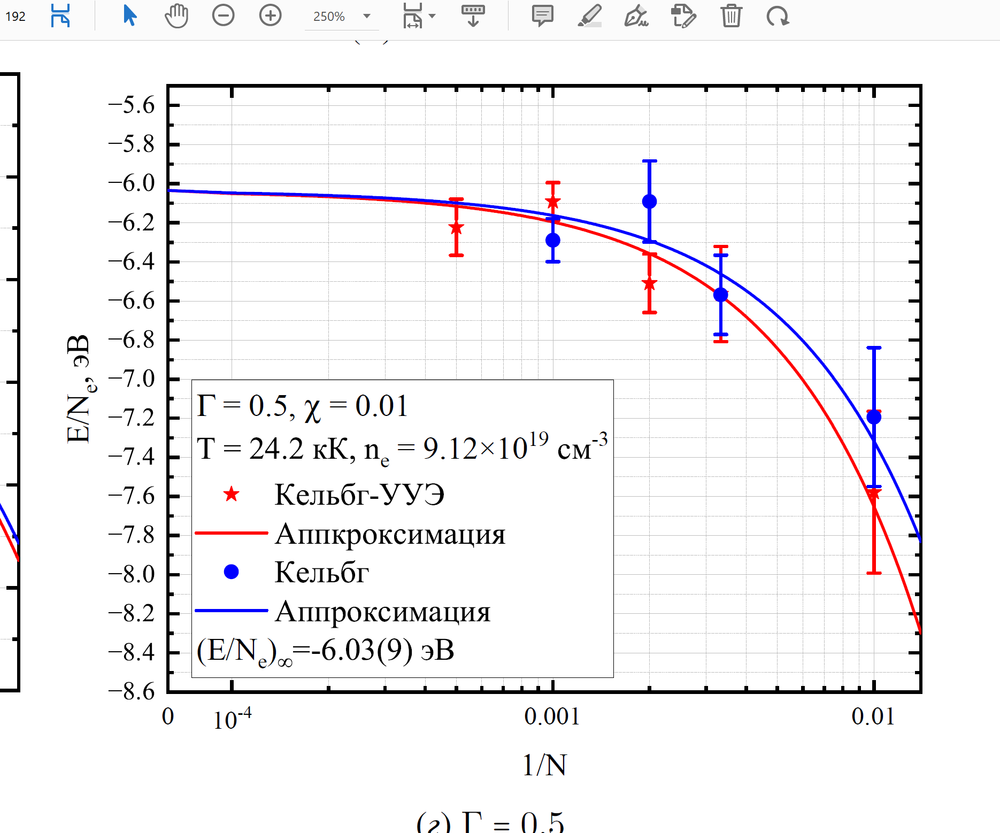 192
250%
−5.6
−5.8
−6.0
−6.2
−6.4
−6.6
−6.8
−7.0
−7.2
−7.4
−7.6
−7.8
−8.0
−8.2
−8.4
−8.6
E/Nₑ, эВ
Γ = 0.5, χ = 0.01
T = 24.2 кК, nₑ = 9.12×10¹⁹ см⁻³
Кельбг-УУЭ
Аппкроксимация
Кельбг
Аппроксимация
(E/Nₑ)∞=-6.03(9) эВ
0 10⁻⁴ 0.001 0.01
1/N
(г) Γ = 0.5